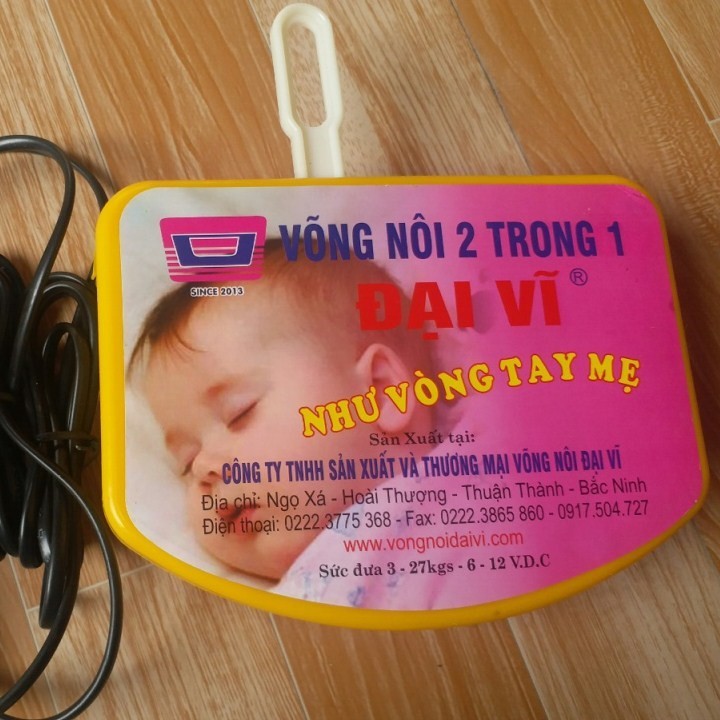 SINCE 2013
VÕNG NÔI 2 TRONG 1
ĐẠI VĨ ®
NHƯ VÒNG TAY MẸ
Sản Xuất tại:
CÔNG TY TNHH SẢN XUẤT VÀ THƯƠNG MẠI VÕNG NÔI ĐẠI VĨ
Địa chỉ: Ngọ Xá - Hoài Thượng - Thuận Thành - Bắc Ninh
Điện thoại: 0222.3775 368 - Fax: 0222.3865 860 - 0917.504.727
www.vongnoidaivi.com
Sức đưa 3 - 27kgs - 6 - 12 V.D.C